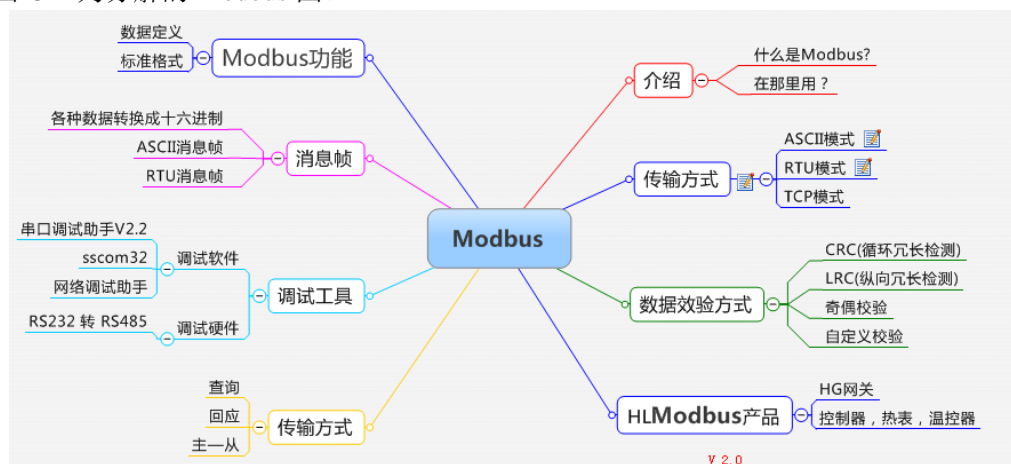 数据定义
标准格式
Modbus功能
各种数据转换成十六进制
ASCII消息帧
RTU消息帧
消息帧
串口调试助手V2.2
sscom32
网络调试助手
调试软件
RS232 转 RS485
调试硬件
调试工具
查询
回应
主—从
传输方式
Modbus
介绍
什么是Modbus?
在那里用？
传输方式
ASCII模式
RTU模式
TCP模式
数据效验方式
CRC(循环冗长检测)
LRC(纵向冗长检测)
奇偶校验
自定义校验
HLModbus产品
HG网关
控制器，热表，温控器
V 2.0